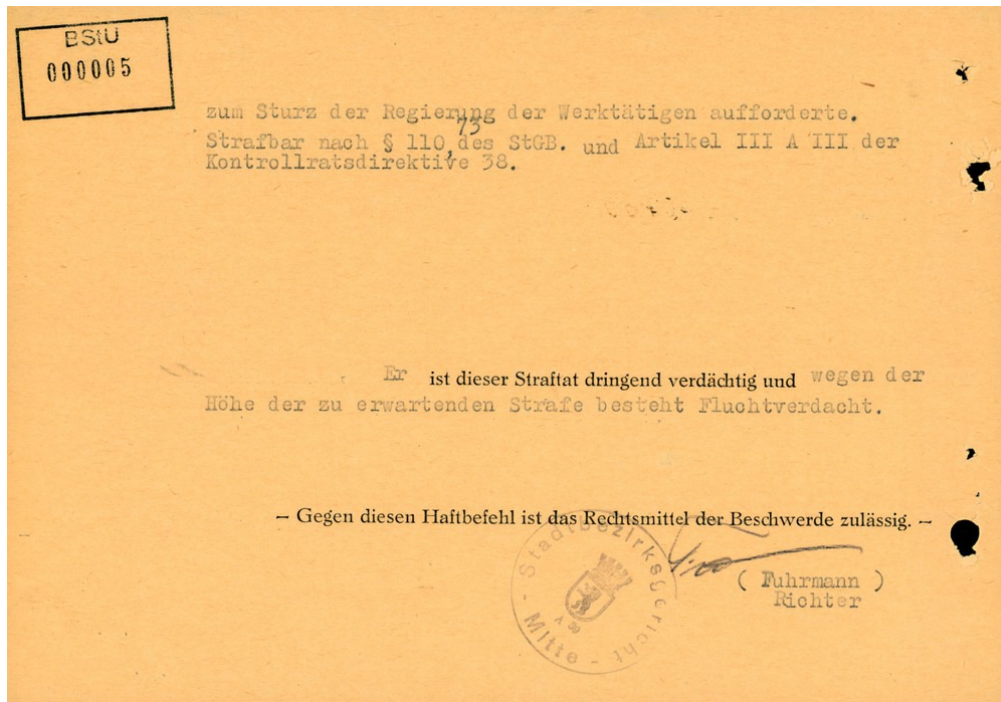 BStU
000005
zum Sturz der Regierung der Werktätigen aufforderte.
73
Strafbar nach § 110, des StGB. und Artikel III A III der
Kontrollratsdirektive 38.
Er ist dieser Straftat dringend verdächtig und wegen der
Höhe der zu erwartenden Strafe besteht Fluchtverdacht.
– Gegen diesen Haftbefehl ist das Rechtsmittel der Beschwerde zulässig. –
Stadtbezirksgericht
- Mitte -
A 50
( Fuhrmann )
Richter